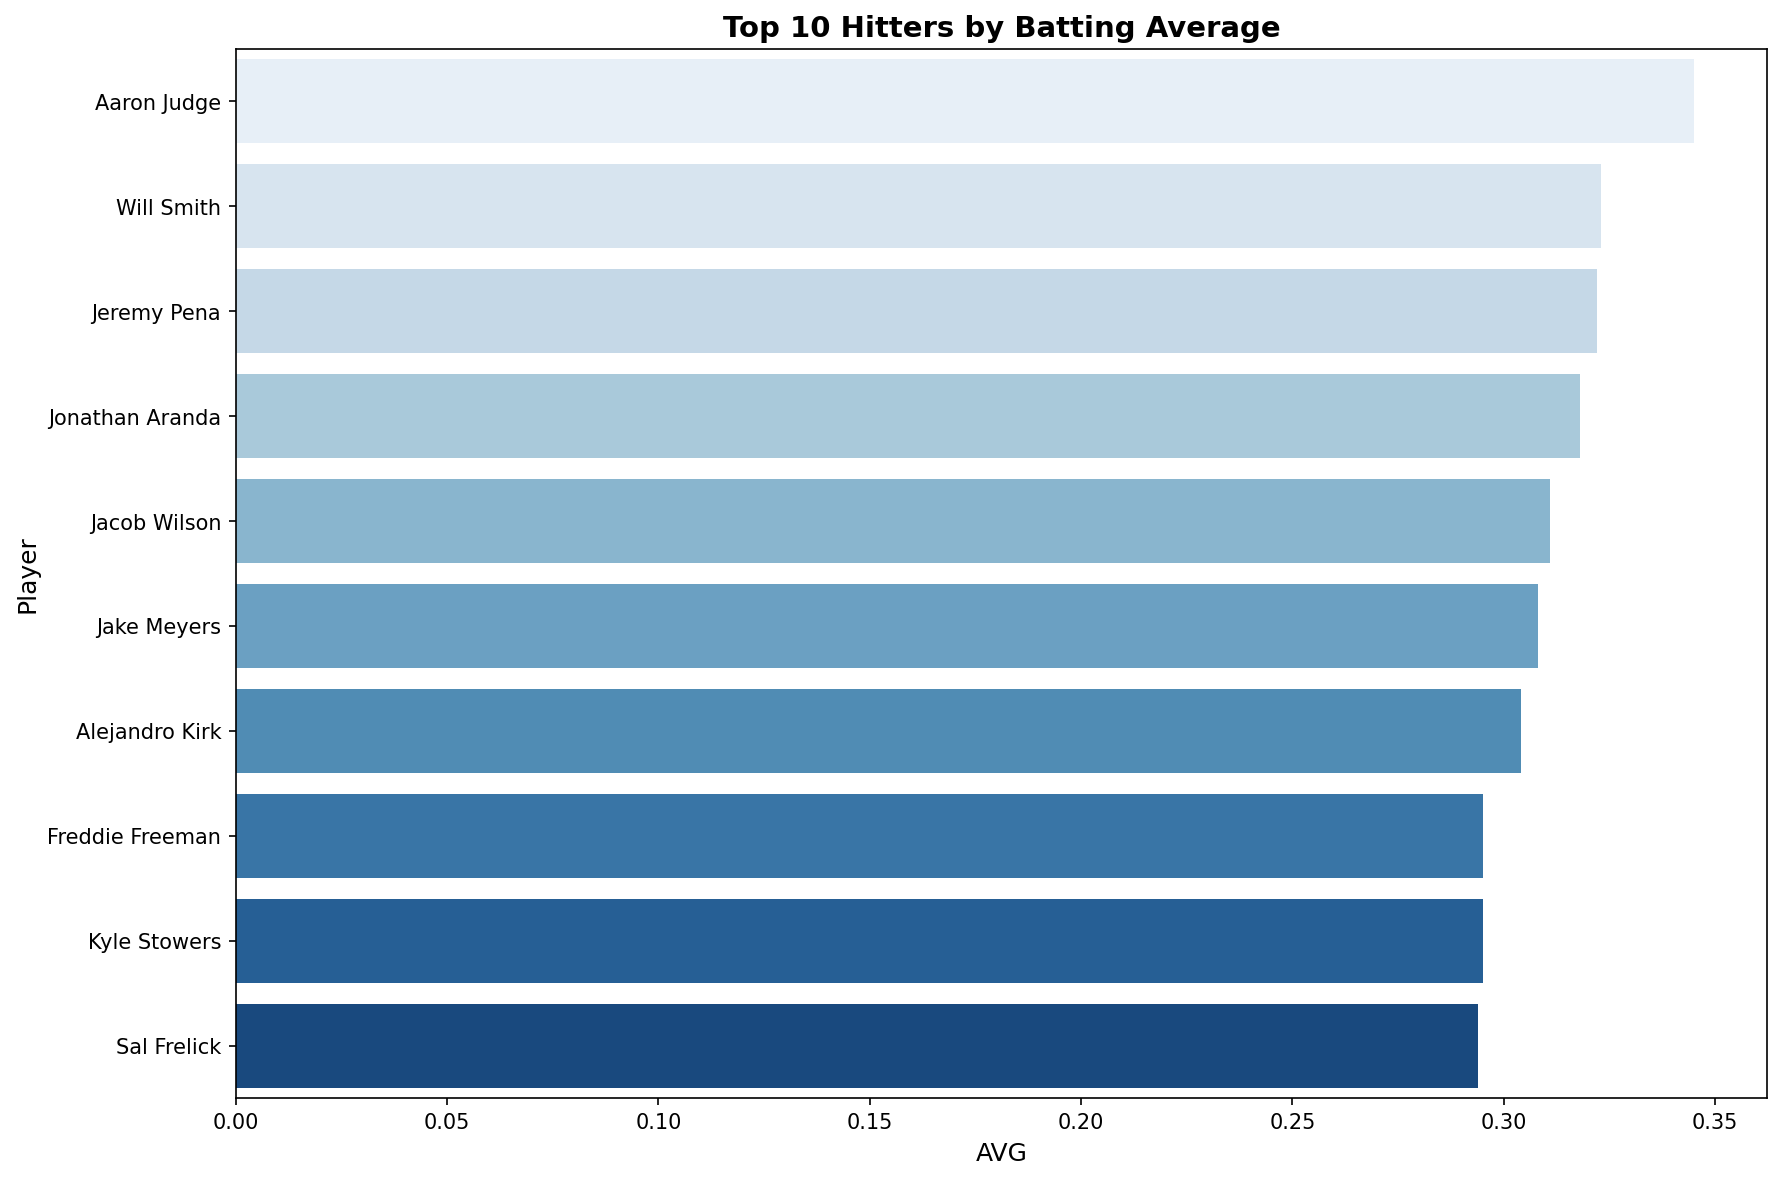 Top 10 Hitters by Batting Average
Player
Aaron Judge
Will Smith
Jeremy Pena
Jonathan Aranda
Jacob Wilson
Jake Meyers
Alejandro Kirk
Freddie Freeman
Kyle Stowers
Sal Frelick
0.00 0.05 0.10 0.15 0.20 0.25 0.30 0.35
AVG